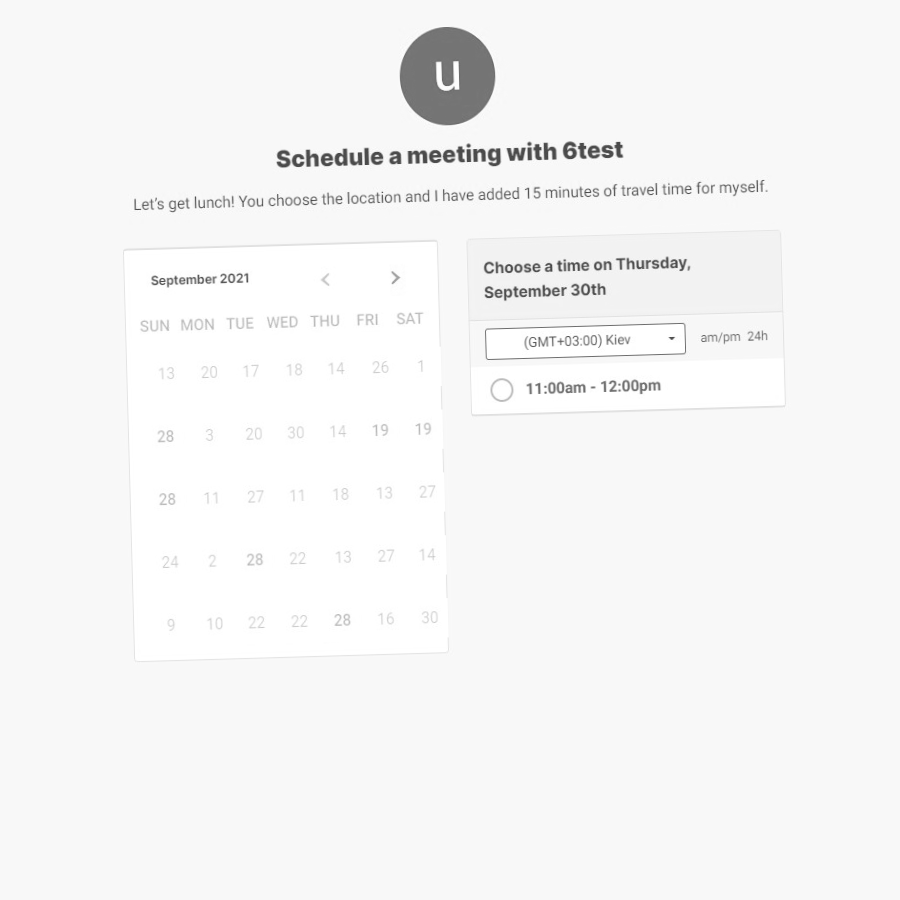 u
Schedule a meeting with 6test
Let's get lunch! You choose the location and I have added 15 minutes of travel time for myself.
September 2021
SUN MON TUE WED THU FRI SAT
13 20 17 18 14 26 1
28 3 20 30 14 19 19
28 11 27 11 18 13 27
24 2 28 22 13 27 14
9 10 22 22 28 16 30
Choose a time on Thursday,
September 30th
(GMT+03:00) Kiev
am/pm 24h
11:00am - 12:00pm